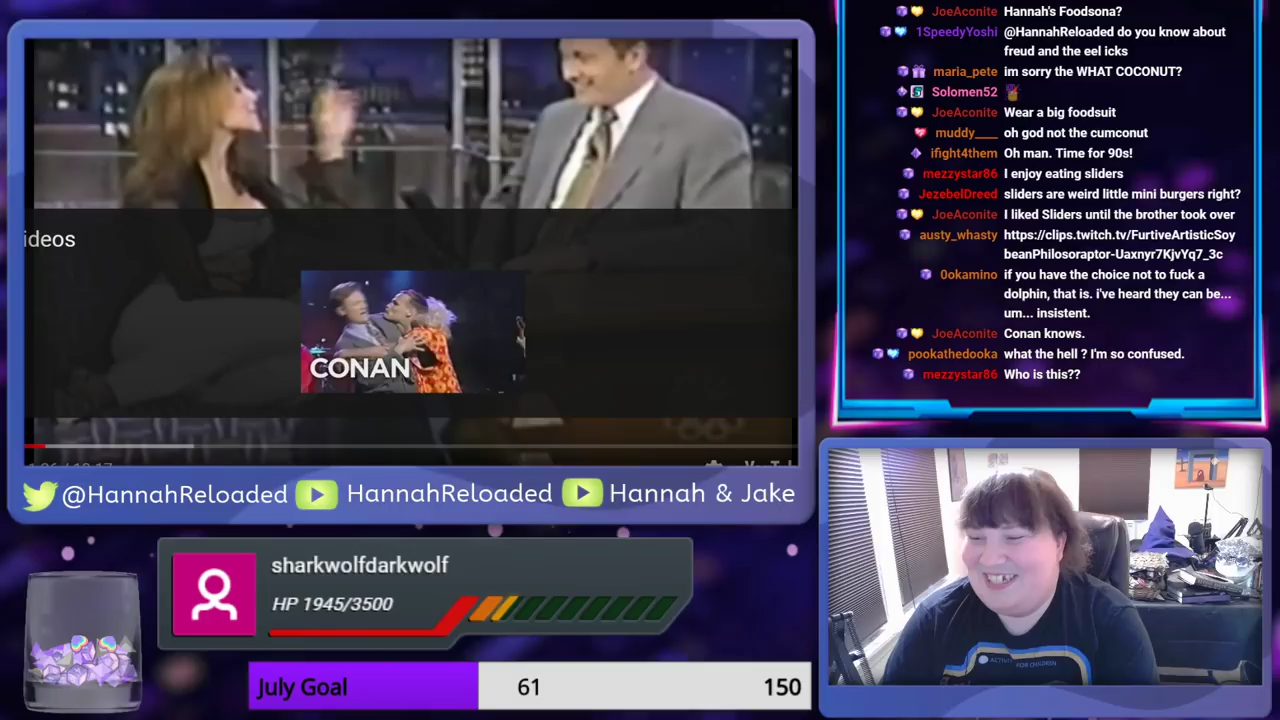 ideos
CONAN
@HannahReloaded HannahReloaded Hannah & Jake
sharkwolfdarkwolf
HP 1945/3500
July Goal 61 150
JoeAconite Hannah's Foodsona?
1SpeedyYoshi @HannahReloaded do you know about
freud and the eel icks
maria_pete im sorry the WHAT COCONUT?
Solomen52
JoeAconite Wear a big foodsuit
muddy____ oh god not the cumconut
ifight4them Oh man. Time for 90s!
mezzystar86 I enjoy eating sliders
JezebelDreed sliders are weird little mini burgers right?
JoeAconite I liked Sliders until the brother took over
austy_whasty https://clips.twitch.tv/FurtiveArtisticSoy
beanPhilosoraptor-Uaxnyr7KjvYq7_3c
0okamino if you have the choice not to fuck a
dolphin, that is. i've heard they can be...
um... insistent.
JoeAconite Conan knows.
pookathedooka what the hell ? I'm so confused.
mezzystar86 Who is this??
FOR CHILDREN